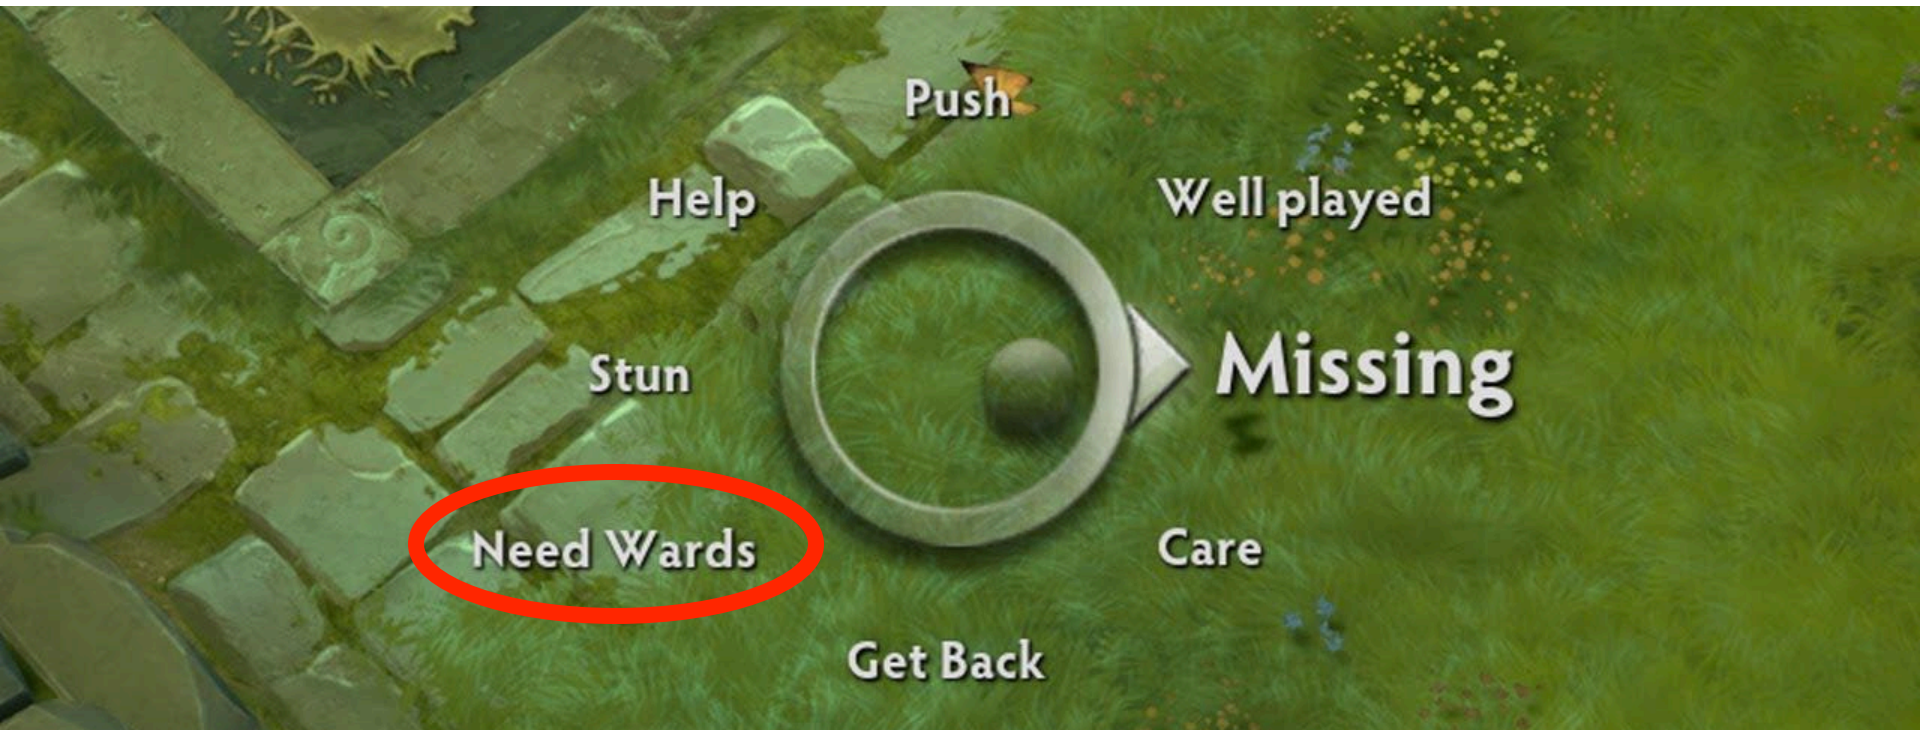 Push
Help
Well played
Stun
Missing
Need Wards
Care
Get Back